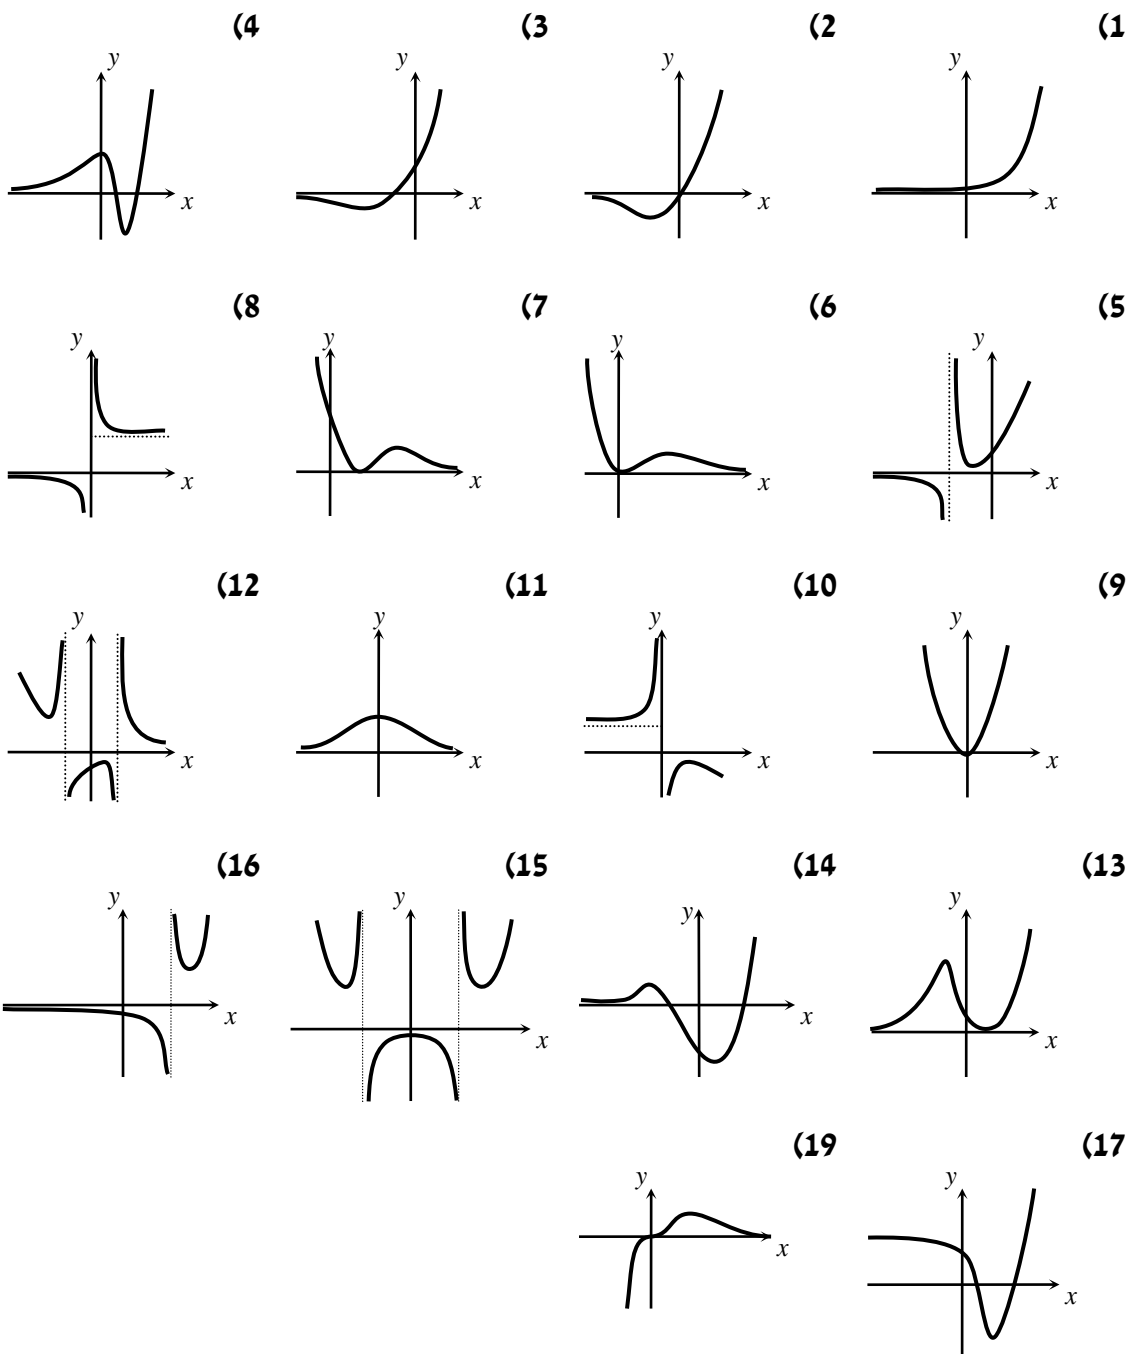 (1 (2 (3 (4
y y y y
x x x x
(5 (6 (7 (8
y y y y
x x x x
(9 (10 (11 (12
y y y y
x x x x
(13 (14 (15 (16
y y y y
x x x x
(17 (19
y y
x x